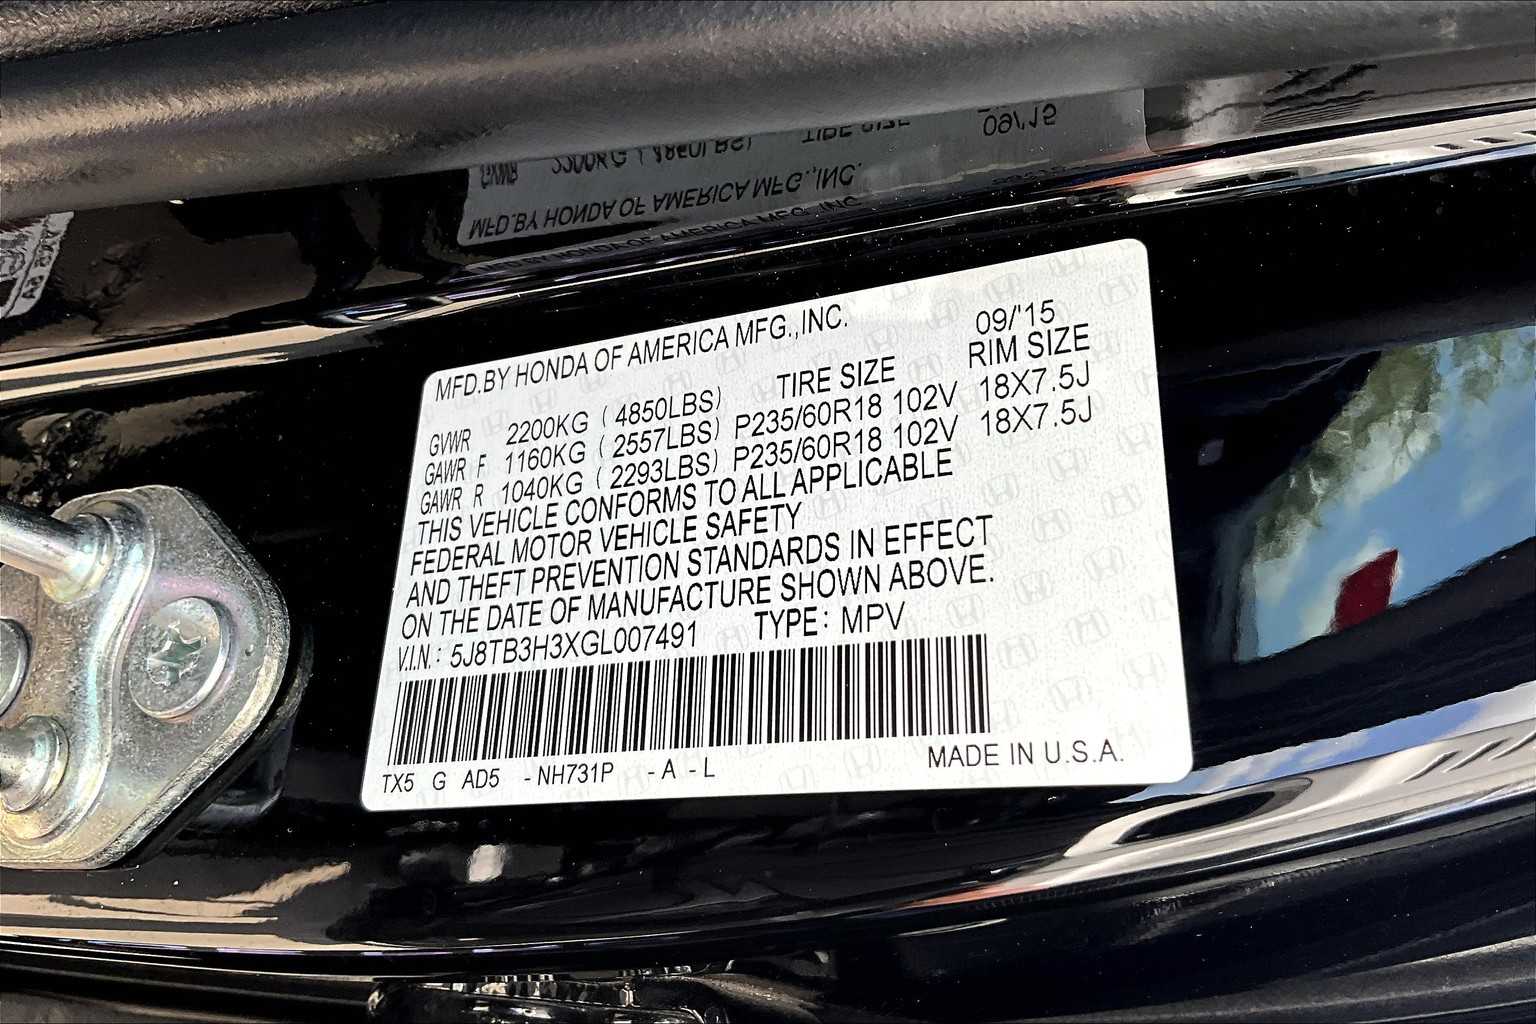 MFD.BY HONDA OF AMERICA MFG.,INC. 09/'15
TIRE SIZE RIM SIZE
GVWR 2200KG (4850LBS)
GAWR F 1160KG (2557LBS) P235/60R18 102V 18X7.5J
GAWR R 1040KG (2293LBS) P235/60R18 102V 18X7.5J
THIS VEHICLE CONFORMS TO ALL APPLICABLE
FEDERAL MOTOR VEHICLE SAFETY
AND THEFT PREVENTION STANDARDS IN EFFECT
ON THE DATE OF MANUFACTURE SHOWN ABOVE.
V.I.N.: 5J8TB3H3XGL007491 TYPE: MPV
TX5 G AD5 -NH731P -A -L MADE IN U.S.A.